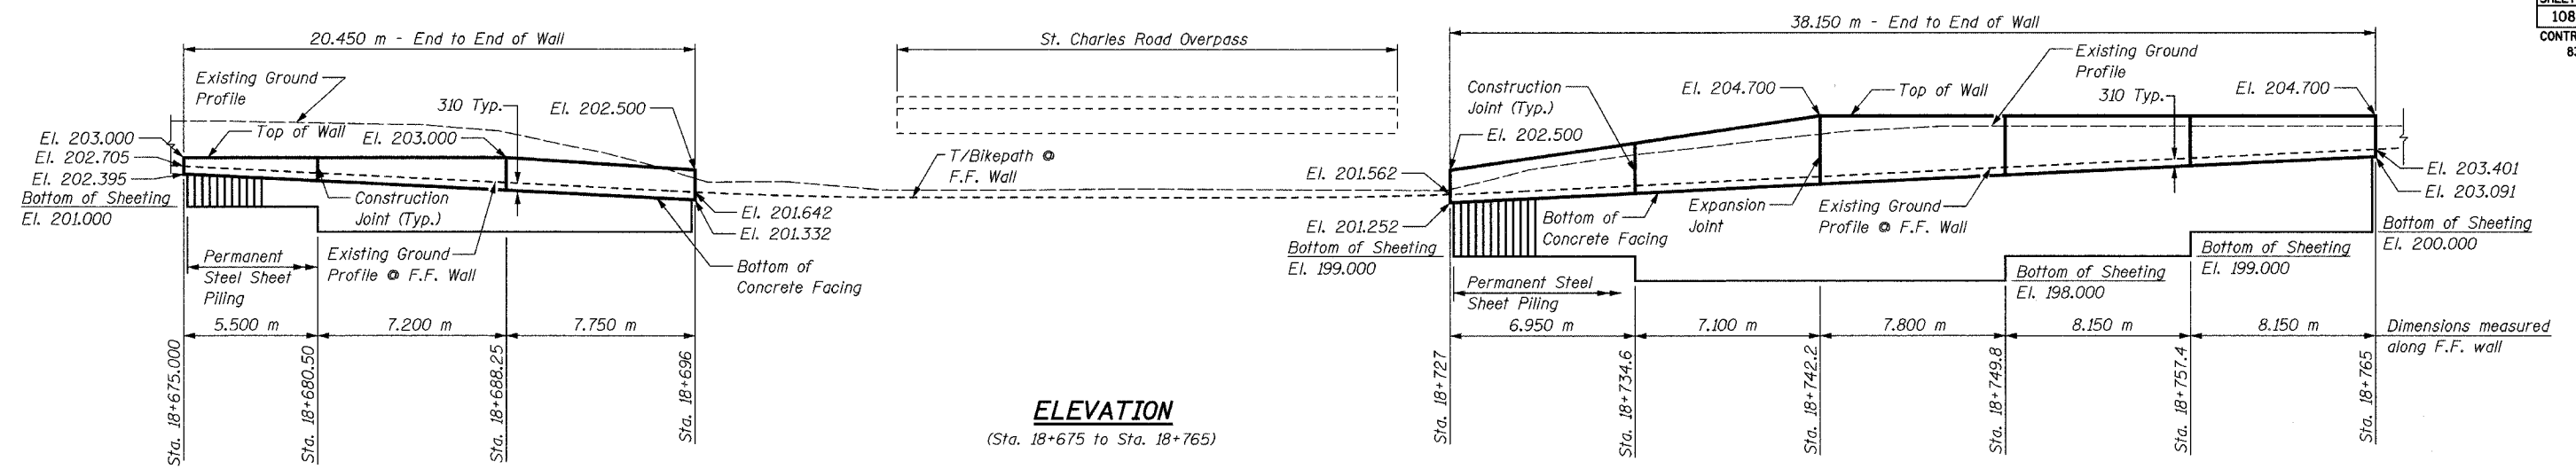 SHEET
108
CONTR
83
20.450 m - End to End of Wall
St. Charles Road Overpass
38.150 m - End to End of Wall
Existing Ground
Profile
310 Typ.
El. 202.500
El. 203.000
Top of Wall
El. 203.000
El. 202.705
El. 202.395
Bottom of Sheeting
El. 201.000
Construction
Joint (Typ.)
El. 201.642
El. 201.332
Permanent
Steel Sheet
Piling
Existing Ground
Profile @ F.F. Wall
Bottom of
Concrete Facing
T/Bikepath @
F.F. Wall
Construction
Joint (Typ.)
El. 204.700
Top of Wall
Existing Ground
Profile
310 Typ.
El. 204.700
El. 202.500
El. 201.562
El. 201.252
Bottom of Sheeting
El. 199.000
Bottom of
Concrete Facing
Expansion
Joint
Existing Ground
Profile @ F.F. Wall
El. 203.401
El. 203.091
Bottom of Sheeting
El. 200.000
Bottom of Sheeting
El. 199.000
Bottom of Sheeting
El. 198.000
Permanent Steel
Sheet Piling
5.500 m
7.200 m
7.750 m
6.950 m
7.100 m
7.800 m
8.150 m
8.150 m
Dimensions measured
along F.F. wall
Sta. 18+675.000
Sta. 18+680.50
Sta. 18+688.25
Sta. 18+696
Sta. 18+727
Sta. 18+734.6
Sta. 18+742.2
Sta. 18+749.8
Sta. 18+757.4
Sta. 18+765
ELEVATION
(Sta. 18+675 to Sta. 18+765)